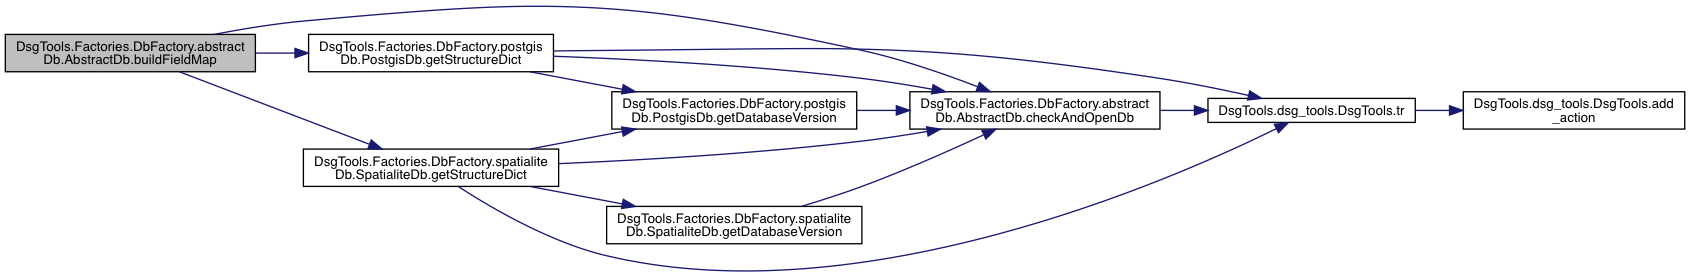 DsgTools.Factories.DbFactory.abstract
Db.AbstractDb.buildFieldMap
DsgTools.Factories.DbFactory.postgis
Db.PostgisDb.getStructureDict
DsgTools.Factories.DbFactory.spatialite
Db.SpatialiteDb.getStructureDict
DsgTools.Factories.DbFactory.postgis
Db.PostgisDb.getDatabaseVersion
DsgTools.Factories.DbFactory.spatialite
Db.SpatialiteDb.getDatabaseVersion
DsgTools.Factories.DbFactory.abstract
Db.AbstractDb.checkAndOpenDb
DsgTools.dsg_tools.DsgTools.tr
DsgTools.dsg_tools.DsgTools.add
_action